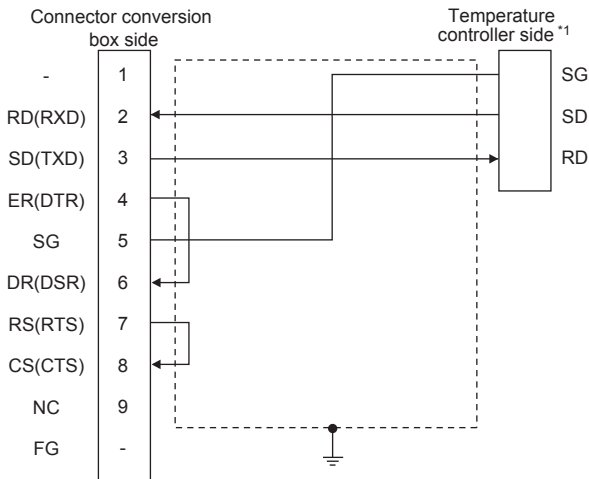 Connector conversion
box side
Temperature
controller side *1
- 1 SG
RD(RXD) 2 SD
SD(TXD) 3 RD
ER(DTR) 4
SG 5
DR(DSR) 6
RS(RTS) 7
CS(CTS) 8
NC 9
FG -